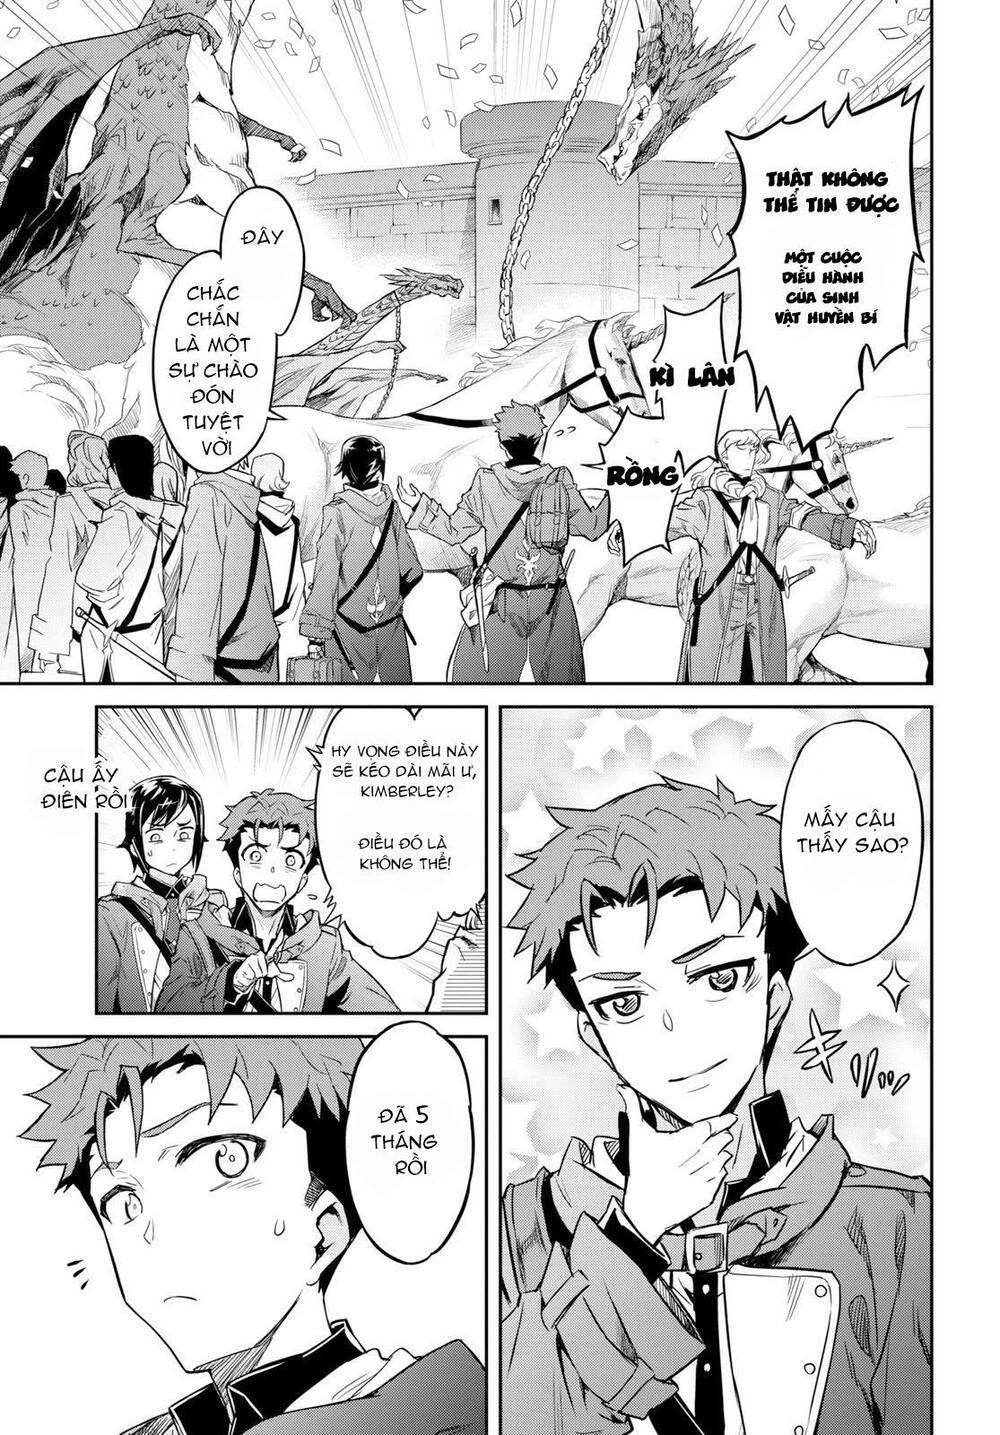 THẬT KHÔNG
THỂ TIN ĐƯỢC
MỘT CUỘC
DIỄU HÀNH
CỦA SINH
VẬT HUYỀN BÍ
KÌ LÂN
RỒNG
ĐÂY
CHẮC
CHẮN
LÀ MỘT
SỰ CHÀO
ĐÓN
TUYỆT
VỜI
MẤY CẬU
THẤY SAO?
HY VỌNG ĐIỀU NÀY
SẼ KÉO DÀI MÃI Ư,
KIMBERLEY?
ĐIỀU ĐÓ LÀ
KHÔNG THỂ!
CẬU ẤY
ĐIÊN RỒI
ĐÃ 5
THÁNG
RỒI